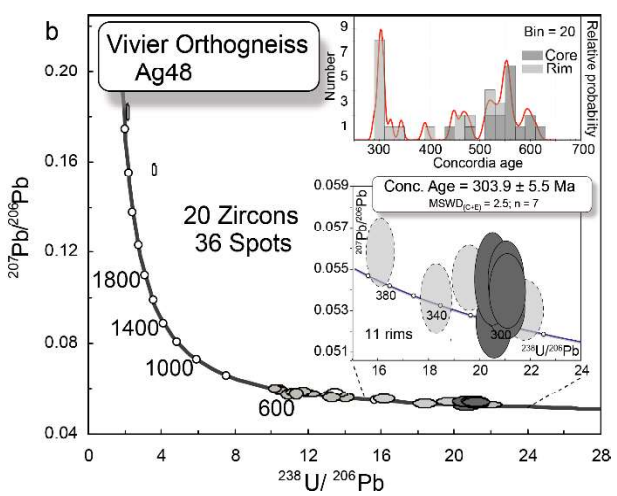 b
Vivier Orthogneiss
Ag48
20 Zircons
36 Spots
207Pb/206Pb
0.20
0.16
0.12
0.08
0.04
1800
1400
1000
600
0 4 8 12 16 20 24 28
238U/ 206Pb
Number
9
7
5
3
1
Bin = 20
Core
Rim
Relative probability
300 400 500 600 700
Concordia age
Conc. Age = 303.9 ± 5.5 Ma
MSWD(C+E) = 2.5; n = 7
207Pb/206Pb
0.059
0.057
0.055
0.053
0.051
380
340
300
11 rims
238U/206Pb
16 18 20 22 24